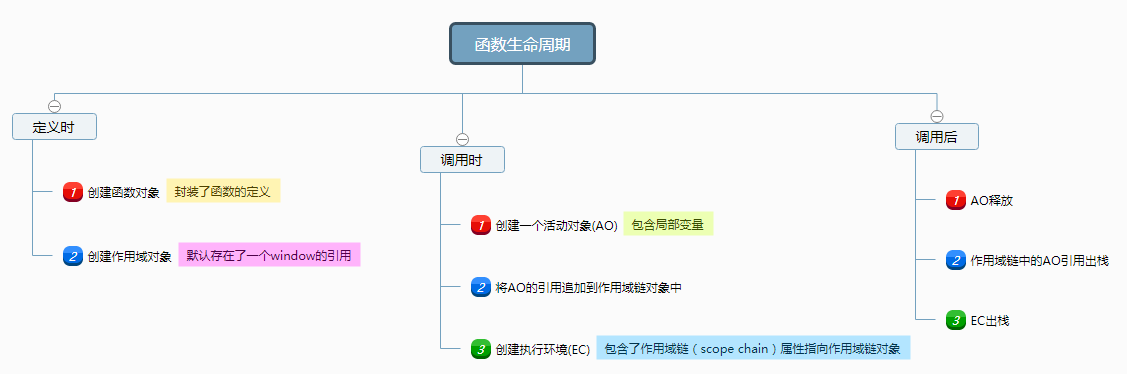 函数生命周期
定义时
1 创建函数对象 封装了函数的定义
2 创建作用域对象 默认存在了一个window的引用
调用时
1 创建一个活动对象(AO) 包含局部变量
2 将AO的引用追加到作用域链对象中
3 创建执行环境(EC) 包含了作用域链（scope chain）属性指向作用域链对象
调用后
1 AO释放
2 作用域链中的AO引用出栈
3 EC出栈